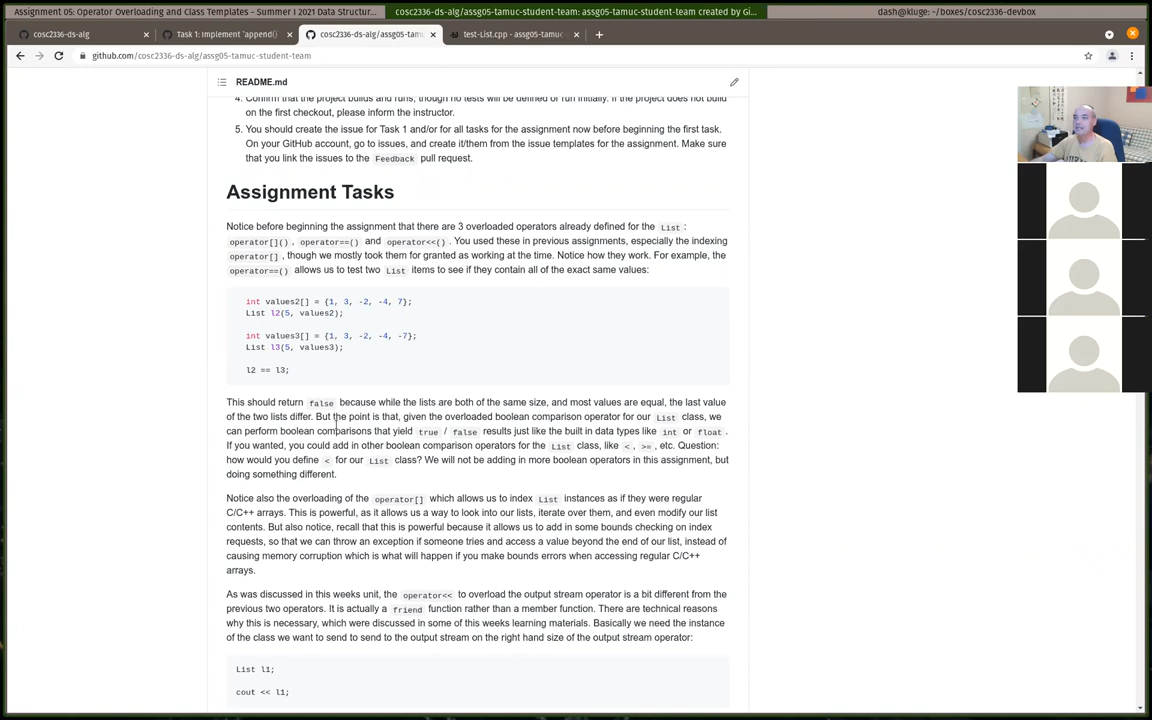 Assignment 05: Operator Overloading and Class Templates - Summer I 2021 Data Structur...
cosc2336-ds-alg/assg05-tamuc-student-team: assg05-tamuc-student-team created by Gi...
dash@kluge: ~/boxes/cosc2336-devbox
cosc2336-ds-alg
Task 1: Implement `append()
cosc2336-ds-alg/assg05-tamu
test-List.cpp - assg05-tamuc-s
github.com/cosc2336-ds-alg/assg05-tamuc-student-team
README.md
4. Confirm that the project builds and runs, though no tests will be defined or run initially. If the project does not build
on the first checkout, please inform the instructor.
5. You should create the issue for Task 1 and/or for all tasks for the assignment now before beginning the first task.
On your GitHub account, go to issues, and create it/them from the issue templates for the assignment. Make sure
that you link the issues to the Feedback pull request.
Assignment Tasks
Notice before beginning the assignment that there are 3 overloaded operators already defined for the List :
operator[]() , operator==() and operator<<() . You used these in previous assignments, especially the indexing
operator[] , though we mostly took them for granted as working at the time. Notice how they work. For example, the
operator==() allows us to test two List items to see if they contain all of the exact same values:
int values2[] = {1, 3, -2, -4, 7};
List l2(5, values2);
int values3[] = {1, 3, -2, -4, -7};
List l3(5, values3);
l2 == l3;
This should return false because while the lists are both of the same size, and most values are equal, the last value
of the two lists differ. But the point is that, given the overloaded boolean comparison operator for our List class, we
can perform boolean comparisons that yield true / false results just like the built in data types like int or float .
If you wanted, you could add in other boolean comparison operators for the List class, like < , >= , etc. Question:
how would you define < for our List class? We will not be adding in more boolean operators in this assignment, but
doing something different.
Notice also the overloading of the operator[] which allows us to index List instances as if they were regular
C/C++ arrays. This is powerful, as it allows us a way to look into our lists, iterate over them, and even modify our list
contents. But also notice, recall that this is powerful because it allows us to add in some bounds checking on index
requests, so that we can throw an exception if someone tries and access a value beyond the end of our list, instead of
causing memory corruption which is what will happen if you make bounds errors when accessing regular C/C++
arrays.
As was discussed in this weeks unit, the operator<< to overload the output stream operator is a bit different from the
previous two operators. It is actually a friend function rather than a member function. There are technical reasons
why this is necessary, which were discussed in some of this weeks learning materials. Basically we need the instance
of the class we want to send to send to the output stream on the right hand size of the output stream operator:
List l1;
cout << l1;